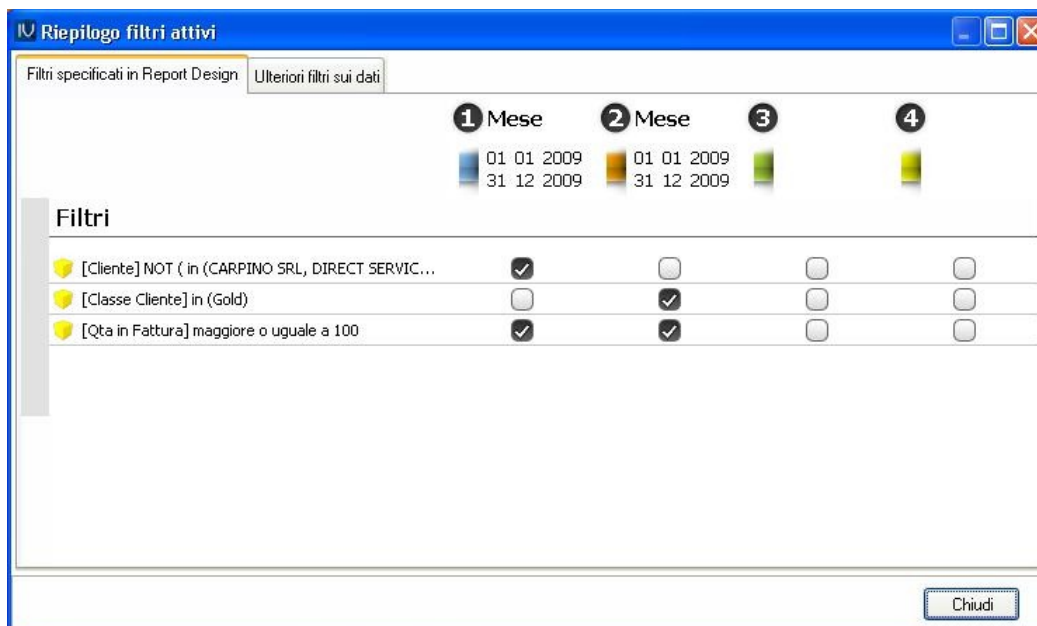 Riepilogo filtri attivi
Filtri specificati in Report Design Ulteriori filtri sui dati
1 Mese 2 Mese 3 4
01 01 2009 01 01 2009
31 12 2009 31 12 2009
Filtri
[Cliente] NOT ( in (CARPINO SRL, DIRECT SERVIC...
[Classe Cliente] in (Gold)
[Qta in Fattura] maggiore o uguale a 100
Chiudi